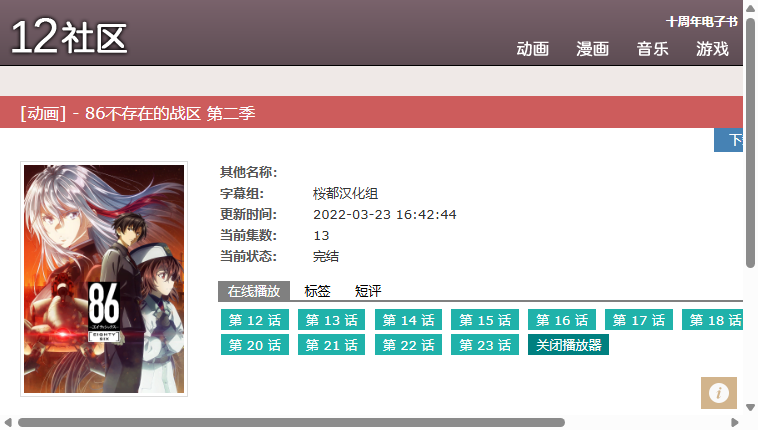 12社区
十周年电子书
动画 漫画 音乐 游戏
[动画] - 86不存在的战区 第二季
下
其他名称:
字幕组: 桜都汉化组
更新时间: 2022-03-23 16:42:44
当前集数: 13
当前状态: 完结
86
在线播放 标签 短评
第 12 话 第 13 话 第 14 话 第 15 话 第 16 话 第 17 话 第 18 话
第 20 话 第 21 话 第 22 话 第 23 话 关闭播放器
i